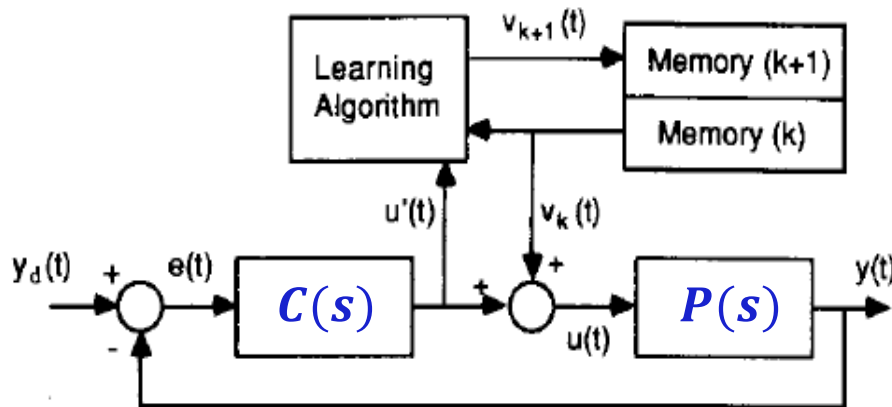 v_{k+1}(t)
Learning
Algorithm
Memory (k+1)
Memory (k)
u'(t)
v_k(t)
y_d(t)
+
e(t)
C(s)
+
+
u(t)
P(s)
y(t)
-